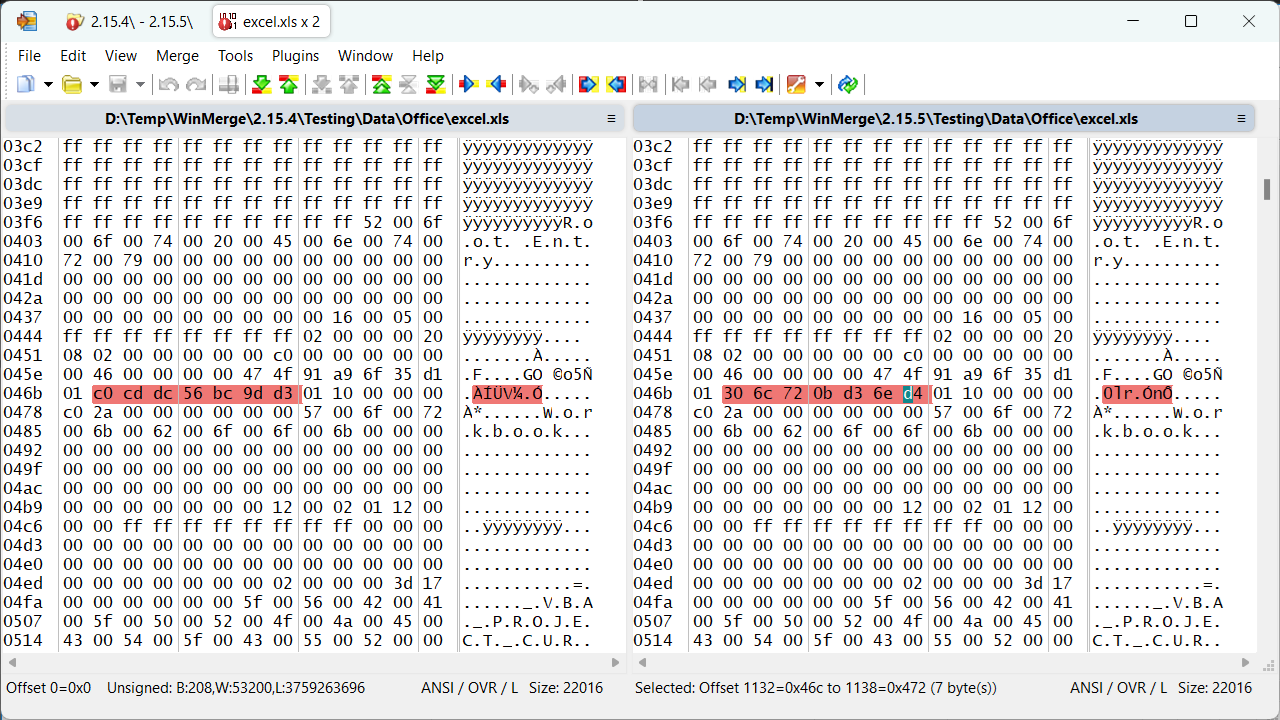 2.15.4\ - 2.15.5\ excel.xls x 2
File Edit View Merge Tools Plugins Window Help
D:\Temp\WinMerge\2.15.4\Testing\Data\Office\excel.xls
03c2 ff ff ff ff ff ff ff ff ff ff ff ff ff ÿÿÿÿÿÿÿÿÿÿÿÿÿ
03cf ff ff ff ff ff ff ff ff ff ff ff ff ff ÿÿÿÿÿÿÿÿÿÿÿÿÿ
03dc ff ff ff ff ff ff ff ff ff ff ff ff ff ÿÿÿÿÿÿÿÿÿÿÿÿÿ
03e9 ff ff ff ff ff ff ff ff ff ff ff ff ff ÿÿÿÿÿÿÿÿÿÿÿÿÿ
03f6 ff ff ff ff ff ff ff ff ff ff 52 00 6f ÿÿÿÿÿÿÿÿÿÿR.o
0403 00 6f 00 74 00 20 00 45 00 6e 00 74 00 .o.t. .E.n.t.
0410 72 00 79 00 00 00 00 00 00 00 00 00 00 r.y..........
041d 00 00 00 00 00 00 00 00 00 00 00 00 00 .............
042a 00 00 00 00 00 00 00 00 00 00 00 00 00 .............
0437 00 00 00 00 00 00 00 00 00 16 00 05 00 .............
0444 ff ff ff ff ff ff ff ff 02 00 00 00 20 ÿÿÿÿÿÿÿÿ....
0451 08 02 00 00 00 00 00 c0 00 00 00 00 00 .......À.....
045e 00 46 00 00 00 00 47 4f 91 a9 6f 35 d1 .F....GO ©o5Ñ
046b 01 c0 cd dc 56 bc 9d d3 01 10 00 00 00 .ÀÍÜV¼.Ó.....
0478 c0 2a 00 00 00 00 00 00 57 00 6f 00 72 À*......W.o.r
0485 00 6b 00 62 00 6f 00 6f 00 6b 00 00 00 .k.b.o.o.k...
0492 00 00 00 00 00 00 00 00 00 00 00 00 00 .............
049f 00 00 00 00 00 00 00 00 00 00 00 00 00 .............
04ac 00 00 00 00 00 00 00 00 00 00 00 00 00 .............
04b9 00 00 00 00 00 00 00 12 00 02 01 12 00 .............
04c6 00 00 ff ff ff ff ff ff ff ff 00 00 00 ..ÿÿÿÿÿÿÿÿ...
04d3 00 00 00 00 00 00 00 00 00 00 00 00 00 .............
04e0 00 00 00 00 00 00 00 00 00 00 00 00 00 .............
04ed 00 00 00 00 00 00 00 02 00 00 00 3d 17 ...........=.
04fa 00 00 00 00 00 00 5f 00 56 00 42 00 41 ......_.V.B.A
0507 00 5f 00 50 00 52 00 4f 00 4a 00 45 00 ._.P.R.O.J.E.
0514 43 00 54 00 5f 00 43 00 55 00 52 00 00 C.T._.C.U.R..
Offset 0=0x0 Unsigned: B:208,W:53200,L:3759263696 ANSI / OVR / L Size: 22016
D:\Temp\WinMerge\2.15.5\Testing\Data\Office\excel.xls
03c2 ff ff ff ff ff ff ff ff ff ff ff ff ff ÿÿÿÿÿÿÿÿÿÿÿÿÿ
03cf ff ff ff ff ff ff ff ff ff ff ff ff ff ÿÿÿÿÿÿÿÿÿÿÿÿÿ
03dc ff ff ff ff ff ff ff ff ff ff ff ff ff ÿÿÿÿÿÿÿÿÿÿÿÿÿ
03e9 ff ff ff ff ff ff ff ff ff ff ff ff ff ÿÿÿÿÿÿÿÿÿÿÿÿÿ
03f6 ff ff ff ff ff ff ff ff ff ff 52 00 6f ÿÿÿÿÿÿÿÿÿÿR.o
0403 00 6f 00 74 00 20 00 45 00 6e 00 74 00 .o.t. .E.n.t.
0410 72 00 79 00 00 00 00 00 00 00 00 00 00 r.y..........
041d 00 00 00 00 00 00 00 00 00 00 00 00 00 .............
042a 00 00 00 00 00 00 00 00 00 00 00 00 00 .............
0437 00 00 00 00 00 00 00 00 00 16 00 05 00 .............
0444 ff ff ff ff ff ff ff ff 02 00 00 00 20 ÿÿÿÿÿÿÿÿ....
0451 08 02 00 00 00 00 00 c0 00 00 00 00 00 .......À.....
045e 00 46 00 00 00 00 47 4f 91 a9 6f 35 d1 .F....GO ©o5Ñ
046b 01 30 6c 72 0b d3 6e d4 01 10 00 00 00 .0lr.ÓnÔ.....
0478 c0 2a 00 00 00 00 00 00 57 00 6f 00 72 À*......W.o.r
0485 00 6b 00 62 00 6f 00 6f 00 6b 00 00 00 .k.b.o.o.k...
0492 00 00 00 00 00 00 00 00 00 00 00 00 00 .............
049f 00 00 00 00 00 00 00 00 00 00 00 00 00 .............
04ac 00 00 00 00 00 00 00 00 00 00 00 00 00 .............
04b9 00 00 00 00 00 00 00 12 00 02 01 12 00 .............
04c6 00 00 ff ff ff ff ff ff ff ff 00 00 00 ..ÿÿÿÿÿÿÿÿ...
04d3 00 00 00 00 00 00 00 00 00 00 00 00 00 .............
04e0 00 00 00 00 00 00 00 00 00 00 00 00 00 .............
04ed 00 00 00 00 00 00 00 02 00 00 00 3d 17 ...........=.
04fa 00 00 00 00 00 00 5f 00 56 00 42 00 41 ......_.V.B.A
0507 00 5f 00 50 00 52 00 4f 00 4a 00 45 00 ._.P.R.O.J.E.
0514 43 00 54 00 5f 00 43 00 55 00 52 00 00 C.T._.C.U.R..
Selected: Offset 1132=0x46c to 1138=0x472 (7 byte(s)) ANSI / OVR / L Size: 22016